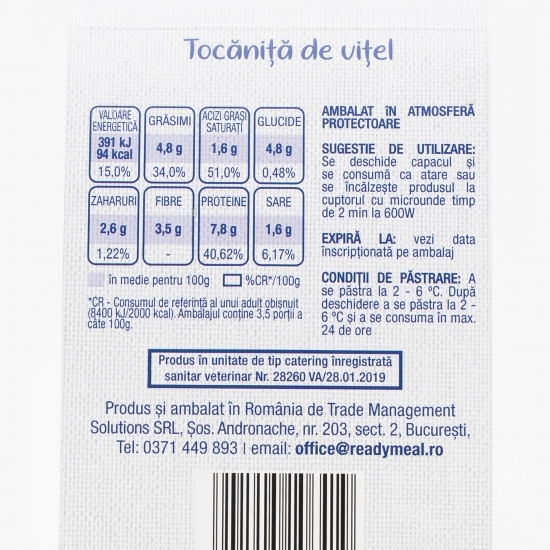 Tocăniță de vițel
VALOARE
ENERGETICĂ
391 kJ
94 kcal
15,0%
GRĂSIMI
4,8 g
34,0%
ACIZI GRAȘI
SATURAȚI
1,6 g
51,0%
GLUCIDE
4,8 g
0,48%
ZAHARURI
2,6 g
1,22%
FIBRE
3,5 g
-
PROTEINE
7,8 g
40,62%
SARE
1,6 g
6,17%
în medie pentru 100g
%CR*/100g
*CR - Consumul de referință al unui adult obișnuit
(8400 kJ/2000 kcal). Ambalajul conține 3,5 porții a
câte 100g.
AMBALAT ÎN ATMOSFERĂ
PROTECTOARE
SUGESTIE DE UTILIZARE:
Se deschide capacul și
se consumă ca atare sau
se încălzește produsul la
cuptorul cu microunde timp
de 2 min la 600W
EXPIRĂ LA: vezi data
înscripționată pe ambalaj
CONDIȚII DE PĂSTRARE: A
se păstra la 2 - 6 ºC. După
deschidere a se păstra la 2 -
6 ºC și a se consuma în max.
24 de ore
Produs în unitate de tip catering înregistrată
sanitar veterinar Nr. 28260 VA/28.01.2019
Produs și ambalat în România de Trade Management
Solutions SRL, Șos. Andronache, nr. 203, sect. 2, București,
Tel: 0371 449 893 | email: office@readymeal.ro